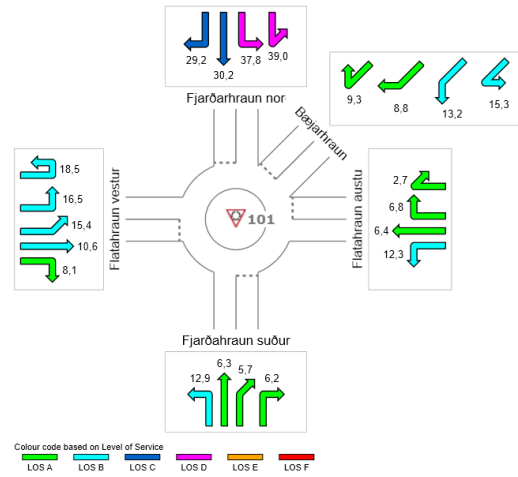 29,2
30,2
37,8
39,0
Fjarðarhraun nor
9,3
8,8
13,2
15,3
Bæjarhraun
18,5
16,5
15,4
10,6
8,1
Flatahraun vestur
101
Flatahraun austu
2,7
6,8
6,4
12,3
Fjarðahraun suður
12,9
6,3
5,7
6,2
Colour code based on Level of Service
LOS A
LOS B
LOS C
LOS D
LOS E
LOS F